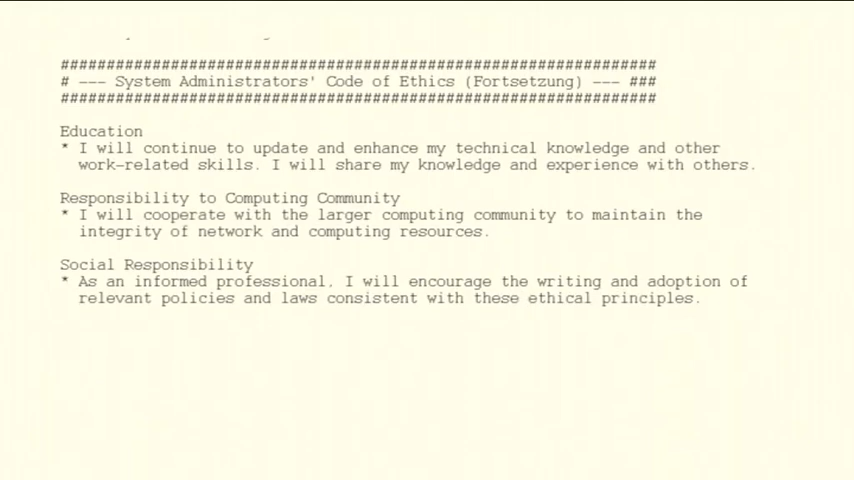 #################################################################
# --- System Administrators' Code of Ethics (Fortsetzung) --- ###
#################################################################
Education
* I will continue to update and enhance my technical knowledge and other
work-related skills. I will share my knowledge and experience with others.
Responsibility to Computing Community
* I will cooperate with the larger computing community to maintain the
integrity of network and computing resources.
Social Responsibility
* As an informed professional, I will encourage the writing and adoption of
relevant policies and laws consistent with these ethical principles.